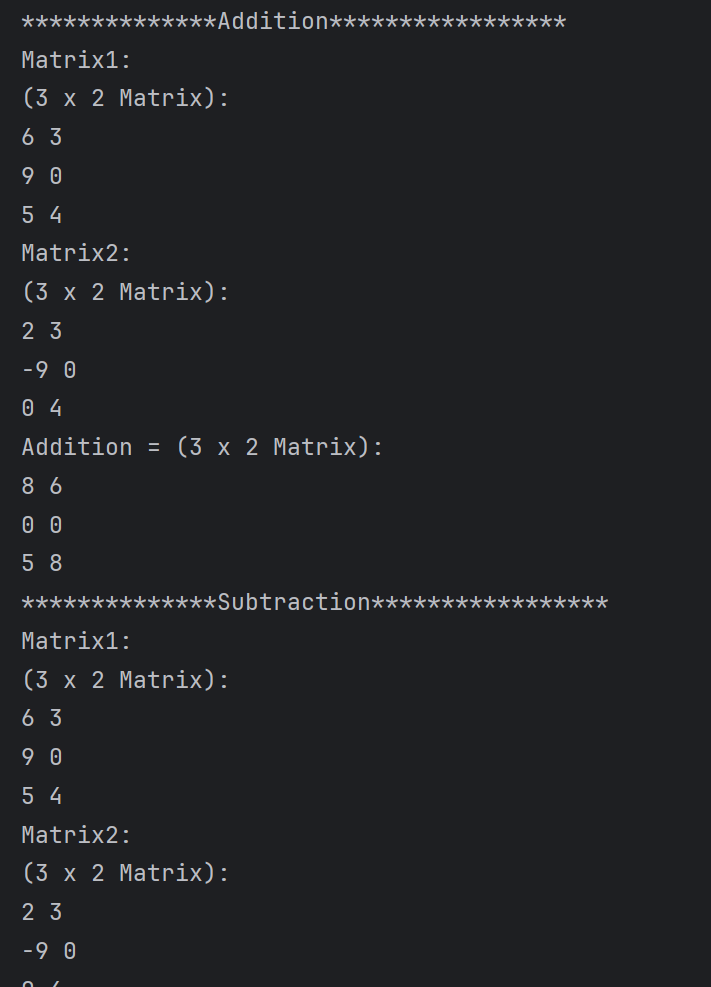 **************Addition*****************
Matrix1:
(3 x 2 Matrix):
6 3
9 0
5 4
Matrix2:
(3 x 2 Matrix):
2 3
-9 0
0 4
Addition = (3 x 2 Matrix):
8 6
0 0
5 8
**************Subtraction*****************
Matrix1:
(3 x 2 Matrix):
6 3
9 0
5 4
Matrix2:
(3 x 2 Matrix):
2 3
-9 0